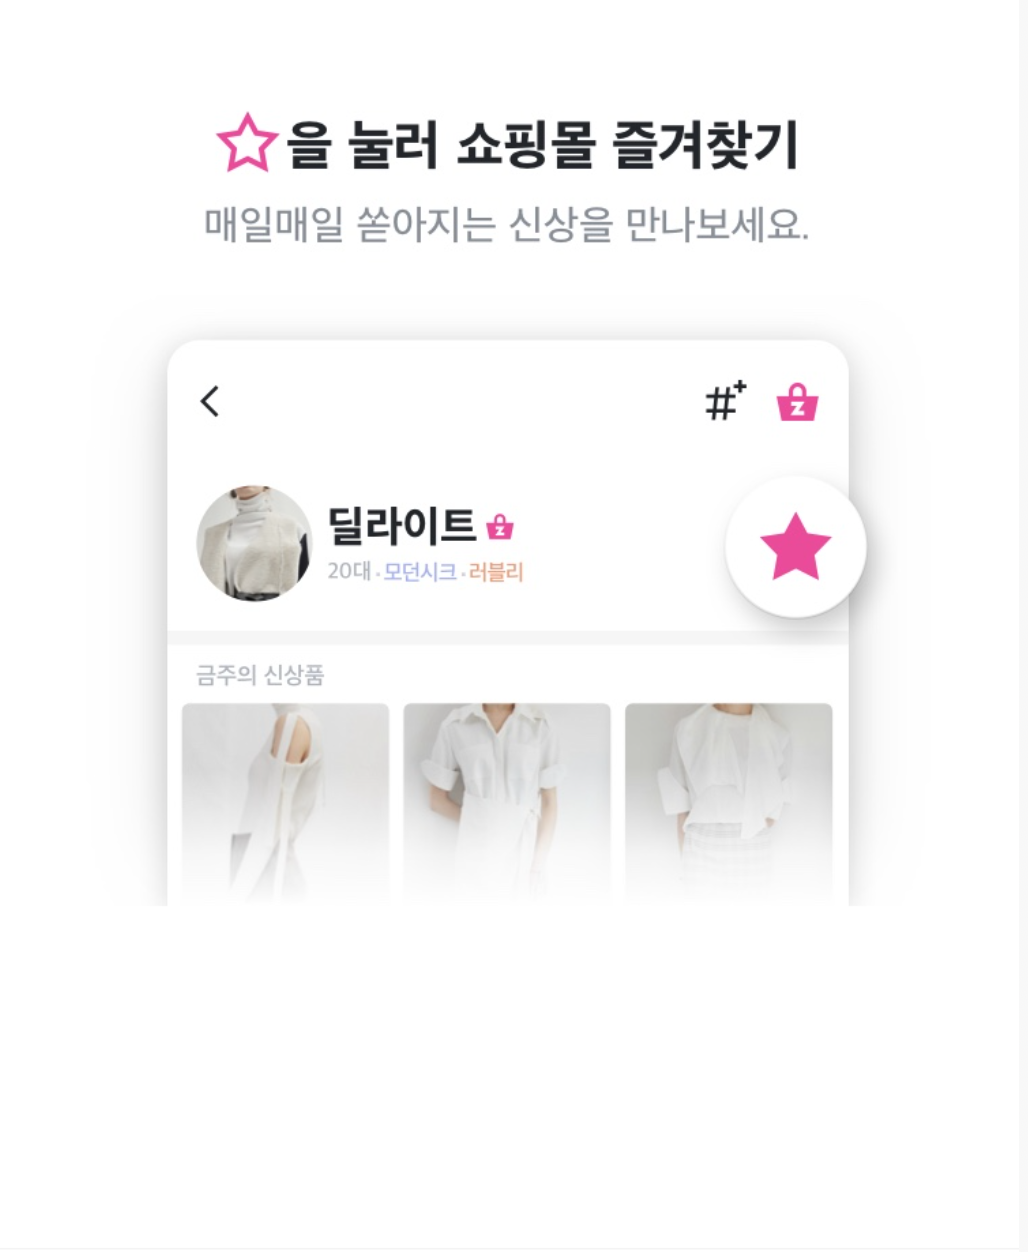 ☆을 눌러 쇼핑몰 즐겨찾기
매일매일 쏟아지는 신상을 만나보세요.
딜라이트
20대·모던시크·러블리
금주의 신상품